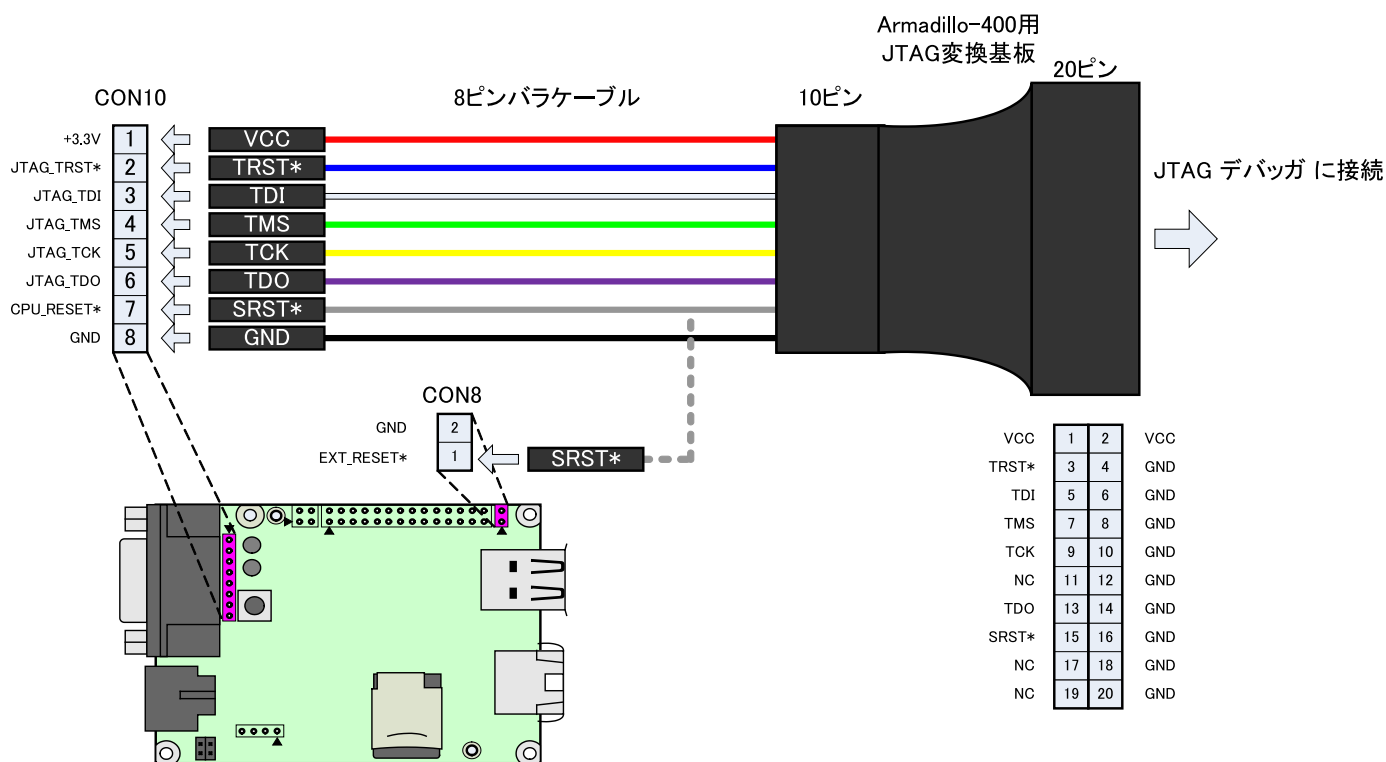 Armadillo-400用
JTAG変換基板
CON10
8ピンバラケーブル
10ピン
20ピン
+3.3V 1 VCC
JTAG_TRST* 2 TRST*
JTAG_TDI 3 TDI
JTAG_TMS 4 TMS
JTAG_TCK 5 TCK
JTAG_TDO 6 TDO
CPU_RESET* 7 SRST*
GND 8 GND
JTAG デバッガ に接続
CON8
GND 2
EXT_RESET* 1 SRST*
VCC 1 2 VCC
TRST* 3 4 GND
TDI 5 6 GND
TMS 7 8 GND
TCK 9 10 GND
NC 11 12 GND
TDO 13 14 GND
SRST* 15 16 GND
NC 17 18 GND
NC 19 20 GND